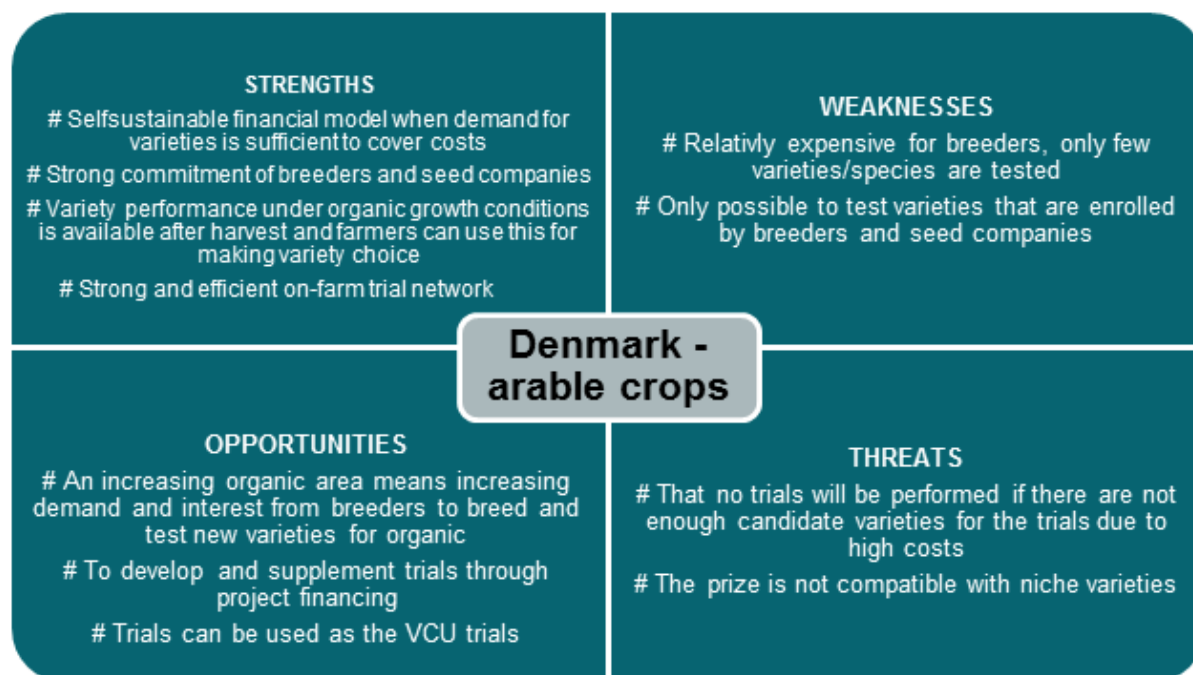 STRENGTHS
# Selfsustainable financial model when demand for
varieties is sufficient to cover costs
# Strong commitment of breeders and seed companies
# Variety performance under organic growth conditions
is available after harvest and farmers can use this for
making variety choice
# Strong and efficient on-farm trial network
WEAKNESSES
# Relativly expensive for breeders, only few
varieties/species are tested
# Only possible to test varieties that are enrolled
by breeders and seed companies
Denmark -
arable crops
OPPORTUNITIES
# An increasing organic area means increasing
demand and interest from breeders to breed and
test new varieties for organic
# To develop and supplement trials through
project financing
# Trials can be used as the VCU trials
THREATS
# That no trials will be performed if there are not
enough candidate varieties for the trials due to
high costs
# The prize is not compatible with niche varieties